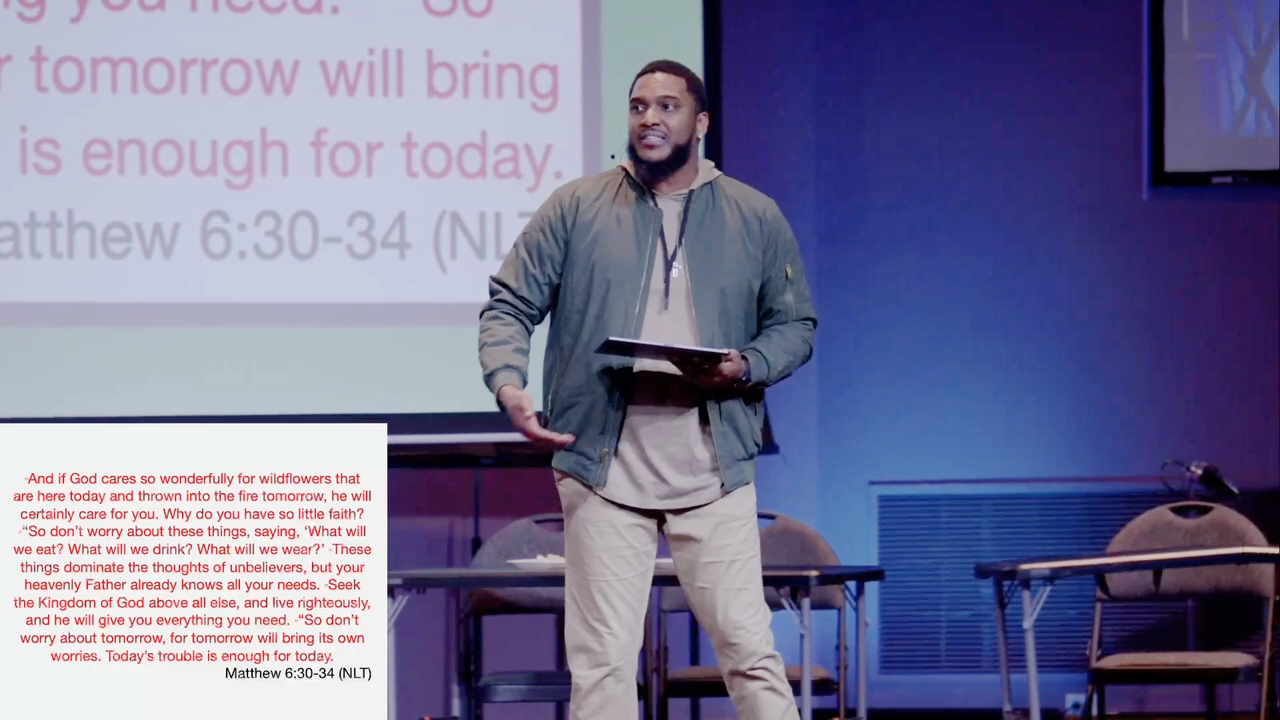 ng you need. “So
r tomorrow will bring
is enough for today.
atthew 6:30-34 (NL
And if God cares so wonderfully for wildflowers that
are here today and thrown into the fire tomorrow, he will
certainly care for you. Why do you have so little faith?
“So don’t worry about these things, saying, ‘What will
we eat? What will we drink? What will we wear?’ These
things dominate the thoughts of unbelievers, but your
heavenly Father already knows all your needs. Seek
the Kingdom of God above all else, and live righteously,
and he will give you everything you need. “So don’t
worry about tomorrow, for tomorrow will bring its own
worries. Today’s trouble is enough for today.
Matthew 6:30-34 (NLT)